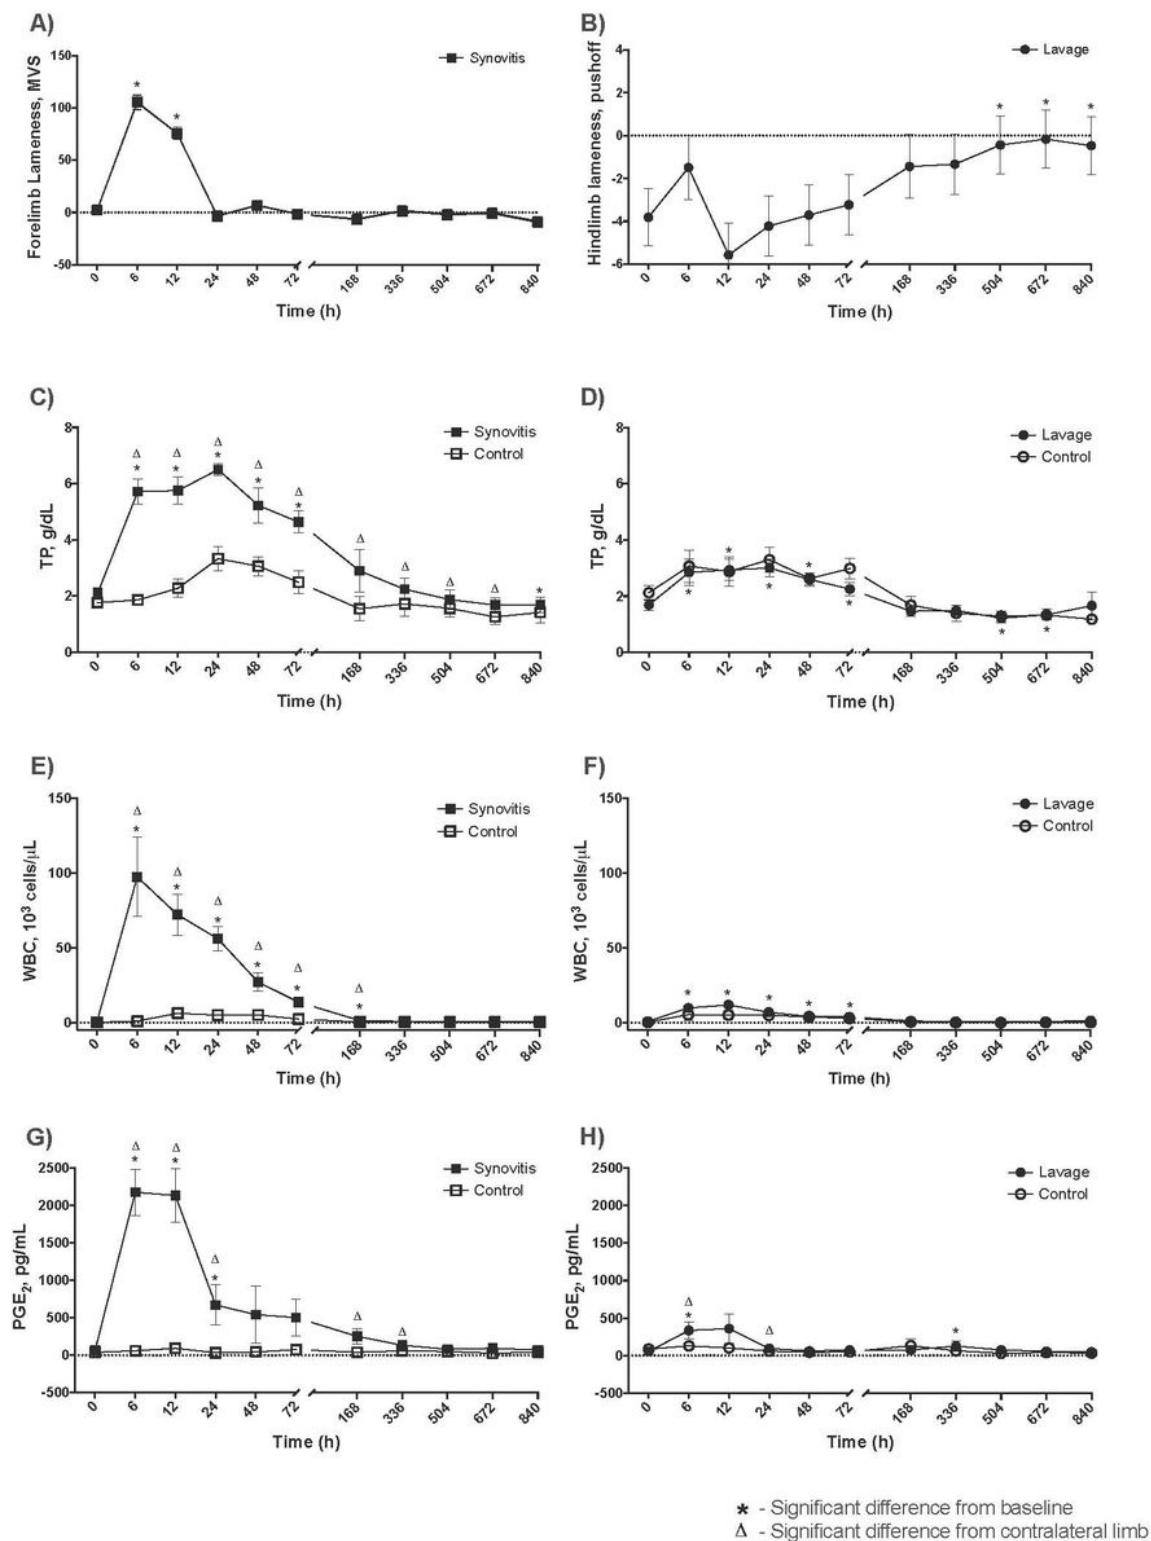 A)
Forelimb Lameness, MVS
150
100
50
0
-50
Synovitis
* *
0 6 12 24 48 72 168 336 504 672 840
Time (h)
B)
Hindlimb lameness, pushoff
4
2
0
-2
-4
-6
Lavage
* * *
0 6 12 24 48 72 168 336 504 672 840
Time (h)
C)
TP, g/dL
8
6
4
2
0
Synovitis
Control
Δ Δ Δ Δ Δ Δ Δ Δ Δ
* * * * * *
0 6 12 24 48 72 168 336 504 672 840
Time (h)
D)
TP, g/dL
8
6
4
2
0
Lavage
Control
* * * * * * *
0 6 12 24 48 72 168 336 504 672 840
Time (h)
E)
WBC, 10³ cells/μL
150
100
50
0
Synovitis
Control
Δ Δ Δ Δ Δ Δ
* * * * * *
0 6 12 24 48 72 168 336 504 672 840
Time (h)
F)
WBC, 10³ cells/μL
150
100
50
0
Lavage
Control
* * * * *
0 6 12 24 48 72 168 336 504 672 840
Time (h)
G)
PGE₂, pg/mL
2500
2000
1500
1000
500
0
-500
Synovitis
Control
Δ Δ Δ Δ Δ
* * *
0 6 12 24 48 72 168 336 504 672 840
Time (h)
H)
PGE₂, pg/mL
2500
2000
1500
1000
500
0
-500
Lavage
Control
Δ Δ
* *
0 6 12 24 48 72 168 336 504 672 840
Time (h)
* - Significant difference from baseline
Δ - Significant difference from contralateral limb